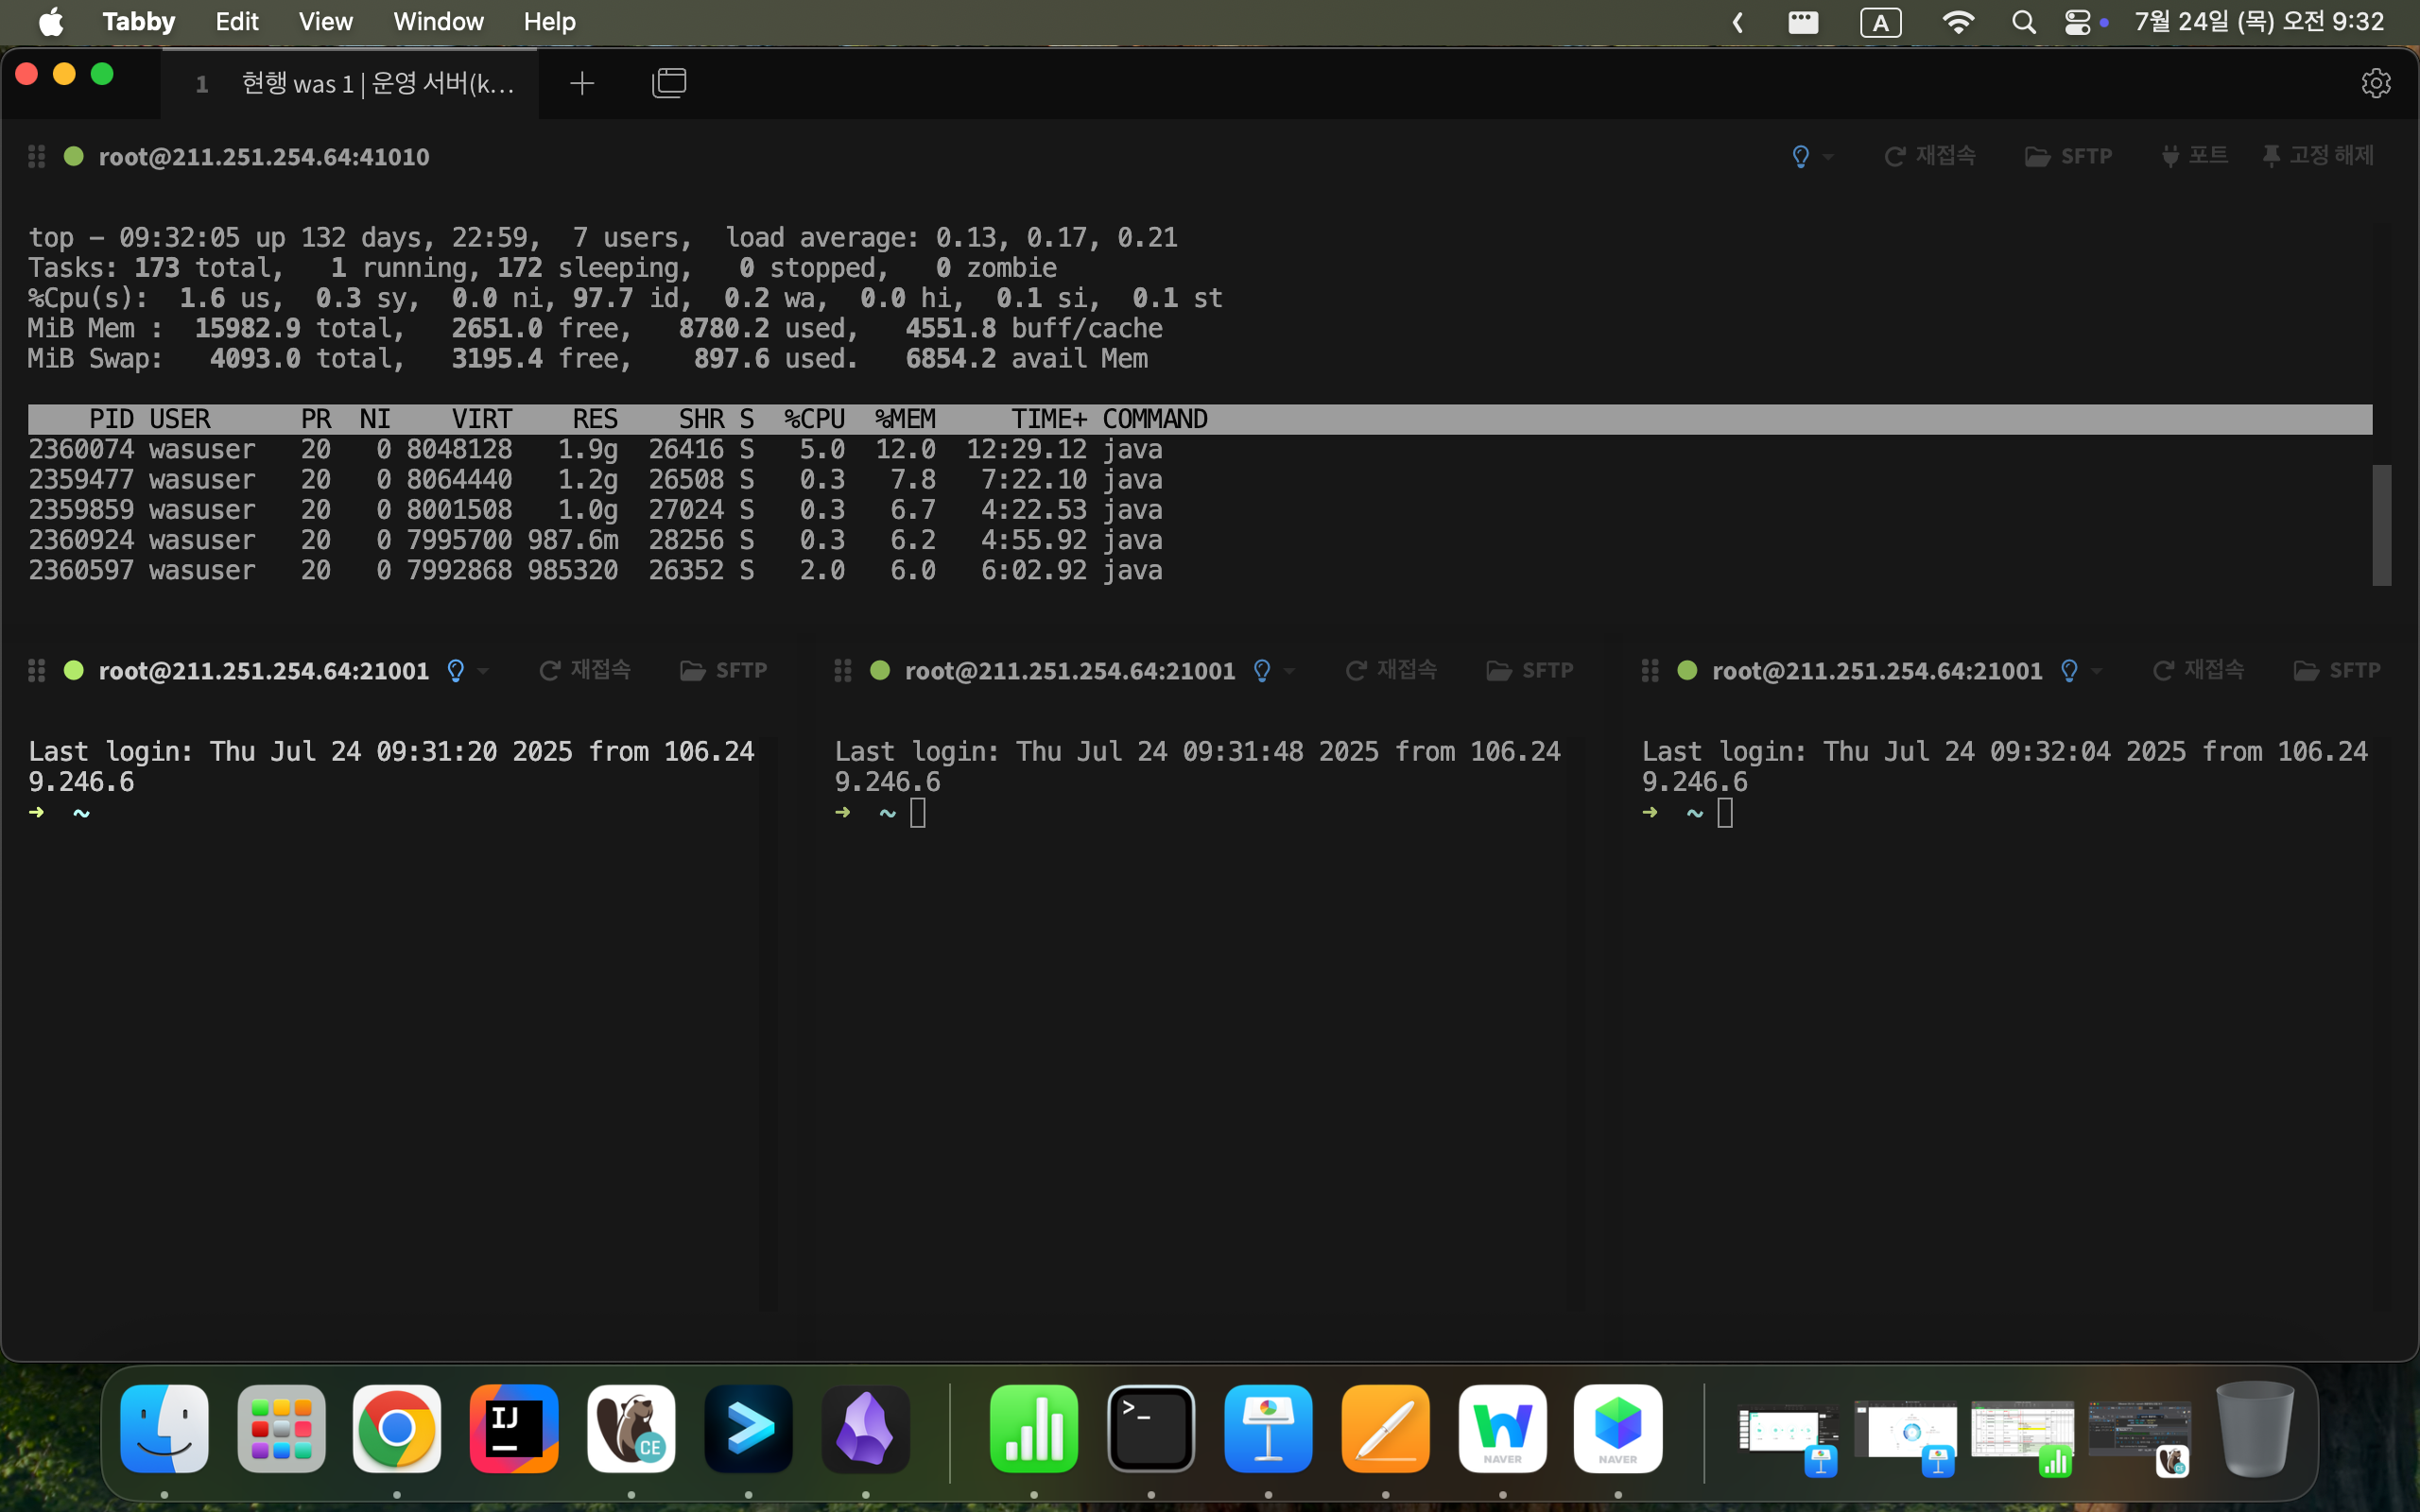 Tabby Edit View Window Help A 7월 24일 (목) 오전 9:32
1 현행 was 1 | 운영 서버(k...
root@211.251.254.64:41010 재접속 SFTP 포트 고정 해제
top - 09:32:05 up 132 days, 22:59, 7 users, load average: 0.13, 0.17, 0.21
Tasks: 173 total, 1 running, 172 sleeping, 0 stopped, 0 zombie
%Cpu(s): 1.6 us, 0.3 sy, 0.0 ni, 97.7 id, 0.2 wa, 0.0 hi, 0.1 si, 0.1 st
MiB Mem : 15982.9 total, 2651.0 free, 8780.2 used, 4551.8 buff/cache
MiB Swap: 4093.0 total, 3195.4 free, 897.6 used. 6854.2 avail Mem
PID USER PR NI VIRT RES SHR S %CPU %MEM TIME+ COMMAND
2360074 wasuser 20 0 8048128 1.9g 26416 S 5.0 12.0 12:29.12 java
2359477 wasuser 20 0 8064440 1.2g 26508 S 0.3 7.8 7:22.10 java
2359859 wasuser 20 0 8001508 1.0g 27024 S 0.3 6.7 4:22.53 java
2360924 wasuser 20 0 7995700 987.6m 28256 S 0.3 6.2 4:55.92 java
2360597 wasuser 20 0 7992868 985320 26352 S 2.0 6.0 6:02.92 java
root@211.251.254.64:21001 재접속 SFTP
Last login: Thu Jul 24 09:31:20 2025 from 106.24
9.246.6
➜ ~
root@211.251.254.64:21001 재접속 SFTP
Last login: Thu Jul 24 09:31:48 2025 from 106.24
9.246.6
➜ ~
root@211.251.254.64:21001 재접속 SFTP
Last login: Thu Jul 24 09:32:04 2025 from 106.24
9.246.6
➜ ~
IJ
CE
>_
NAVER
NAVER